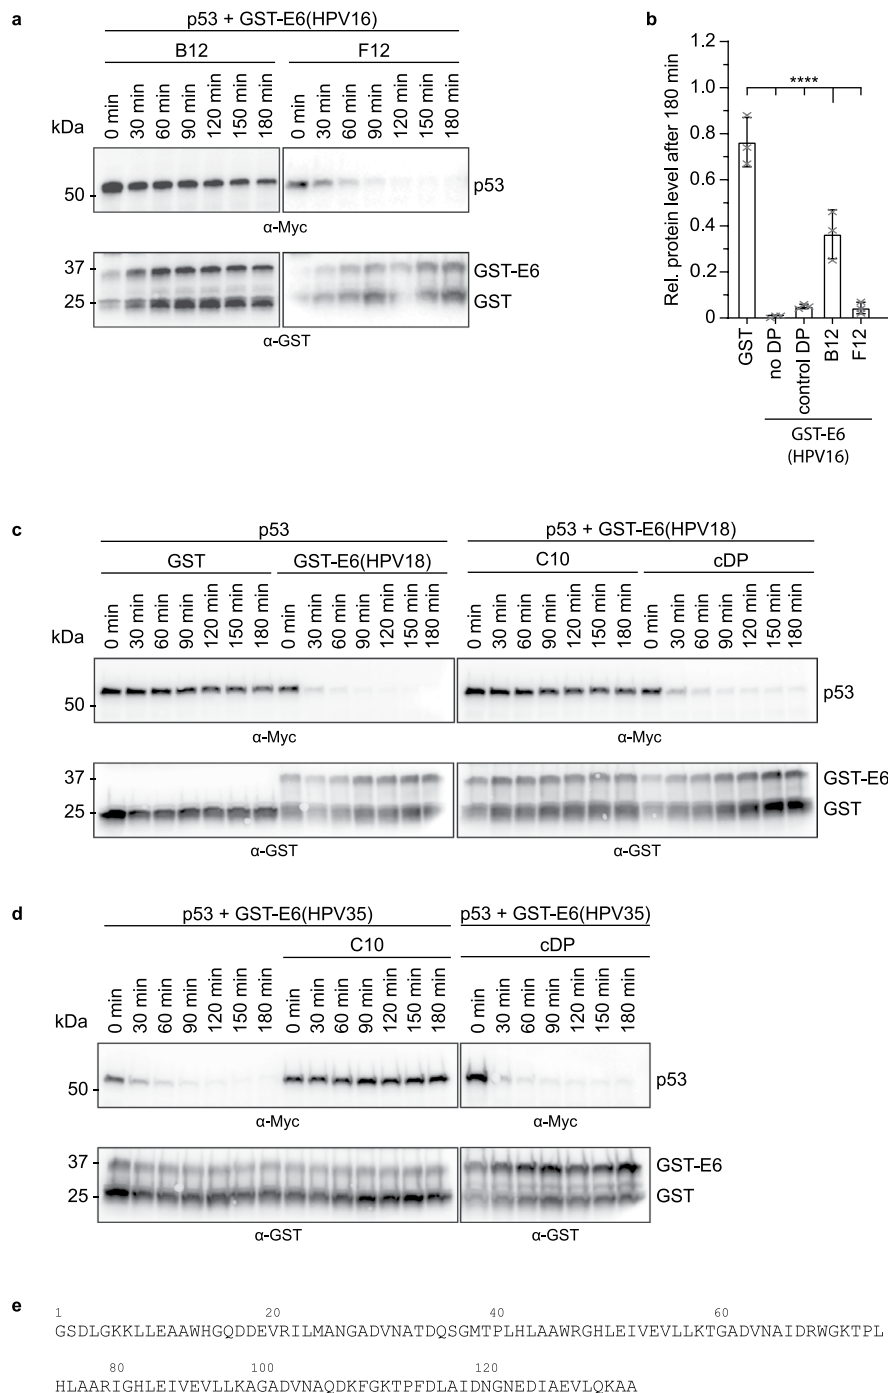 a
p53 + GST-E6(HPV16)
B12 F12
kDa 0 min 30 min 60 min 90 min 120 min 150 min 180 min 0 min 30 min 60 min 90 min 120 min 150 min 180 min
50 p53
α-Myc
37 GST-E6
25 GST
α-GST
b
Rel. protein level after 180 min
****
1.2
1.0
0.8
0.6
0.4
0.2
0
GST no DP control DP B12 F12
GST-E6
(HPV16)
c
p53 p53 + GST-E6(HPV18)
GST GST-E6(HPV18) C10 cDP
kDa 0 min 30 min 60 min 90 min 120 min 150 min 180 min 0 min 30 min 60 min 90 min 120 min 150 min 180 min 0 min 30 min 60 min 90 min 120 min 150 min 180 min 0 min 30 min 60 min 90 min 120 min 150 min 180 min
50 p53
α-Myc α-Myc
37 GST-E6
25 GST
α-GST α-GST
d
p53 + GST-E6(HPV35) p53 + GST-E6(HPV35)
C10 cDP
kDa 0 min 30 min 60 min 90 min 120 min 150 min 180 min 0 min 30 min 60 min 90 min 120 min 150 min 180 min 0 min 30 min 60 min 90 min 120 min 150 min 180 min
50 p53
α-Myc α-Myc
37 GST-E6
25 GST
α-GST α-GST
e
1 20 40 60
GSDLGKKLLEAAWHGQDDEVRILMANGADVNATDQSGMTPLHLAAWRGHLEIVEVLLKTGADVNAIDRWGKTPL
80 100 120
HLAARIGHLEIVEVLLKAGADVNAQDKFGKTPFDLAIDNGNEDIAEVLQKAA